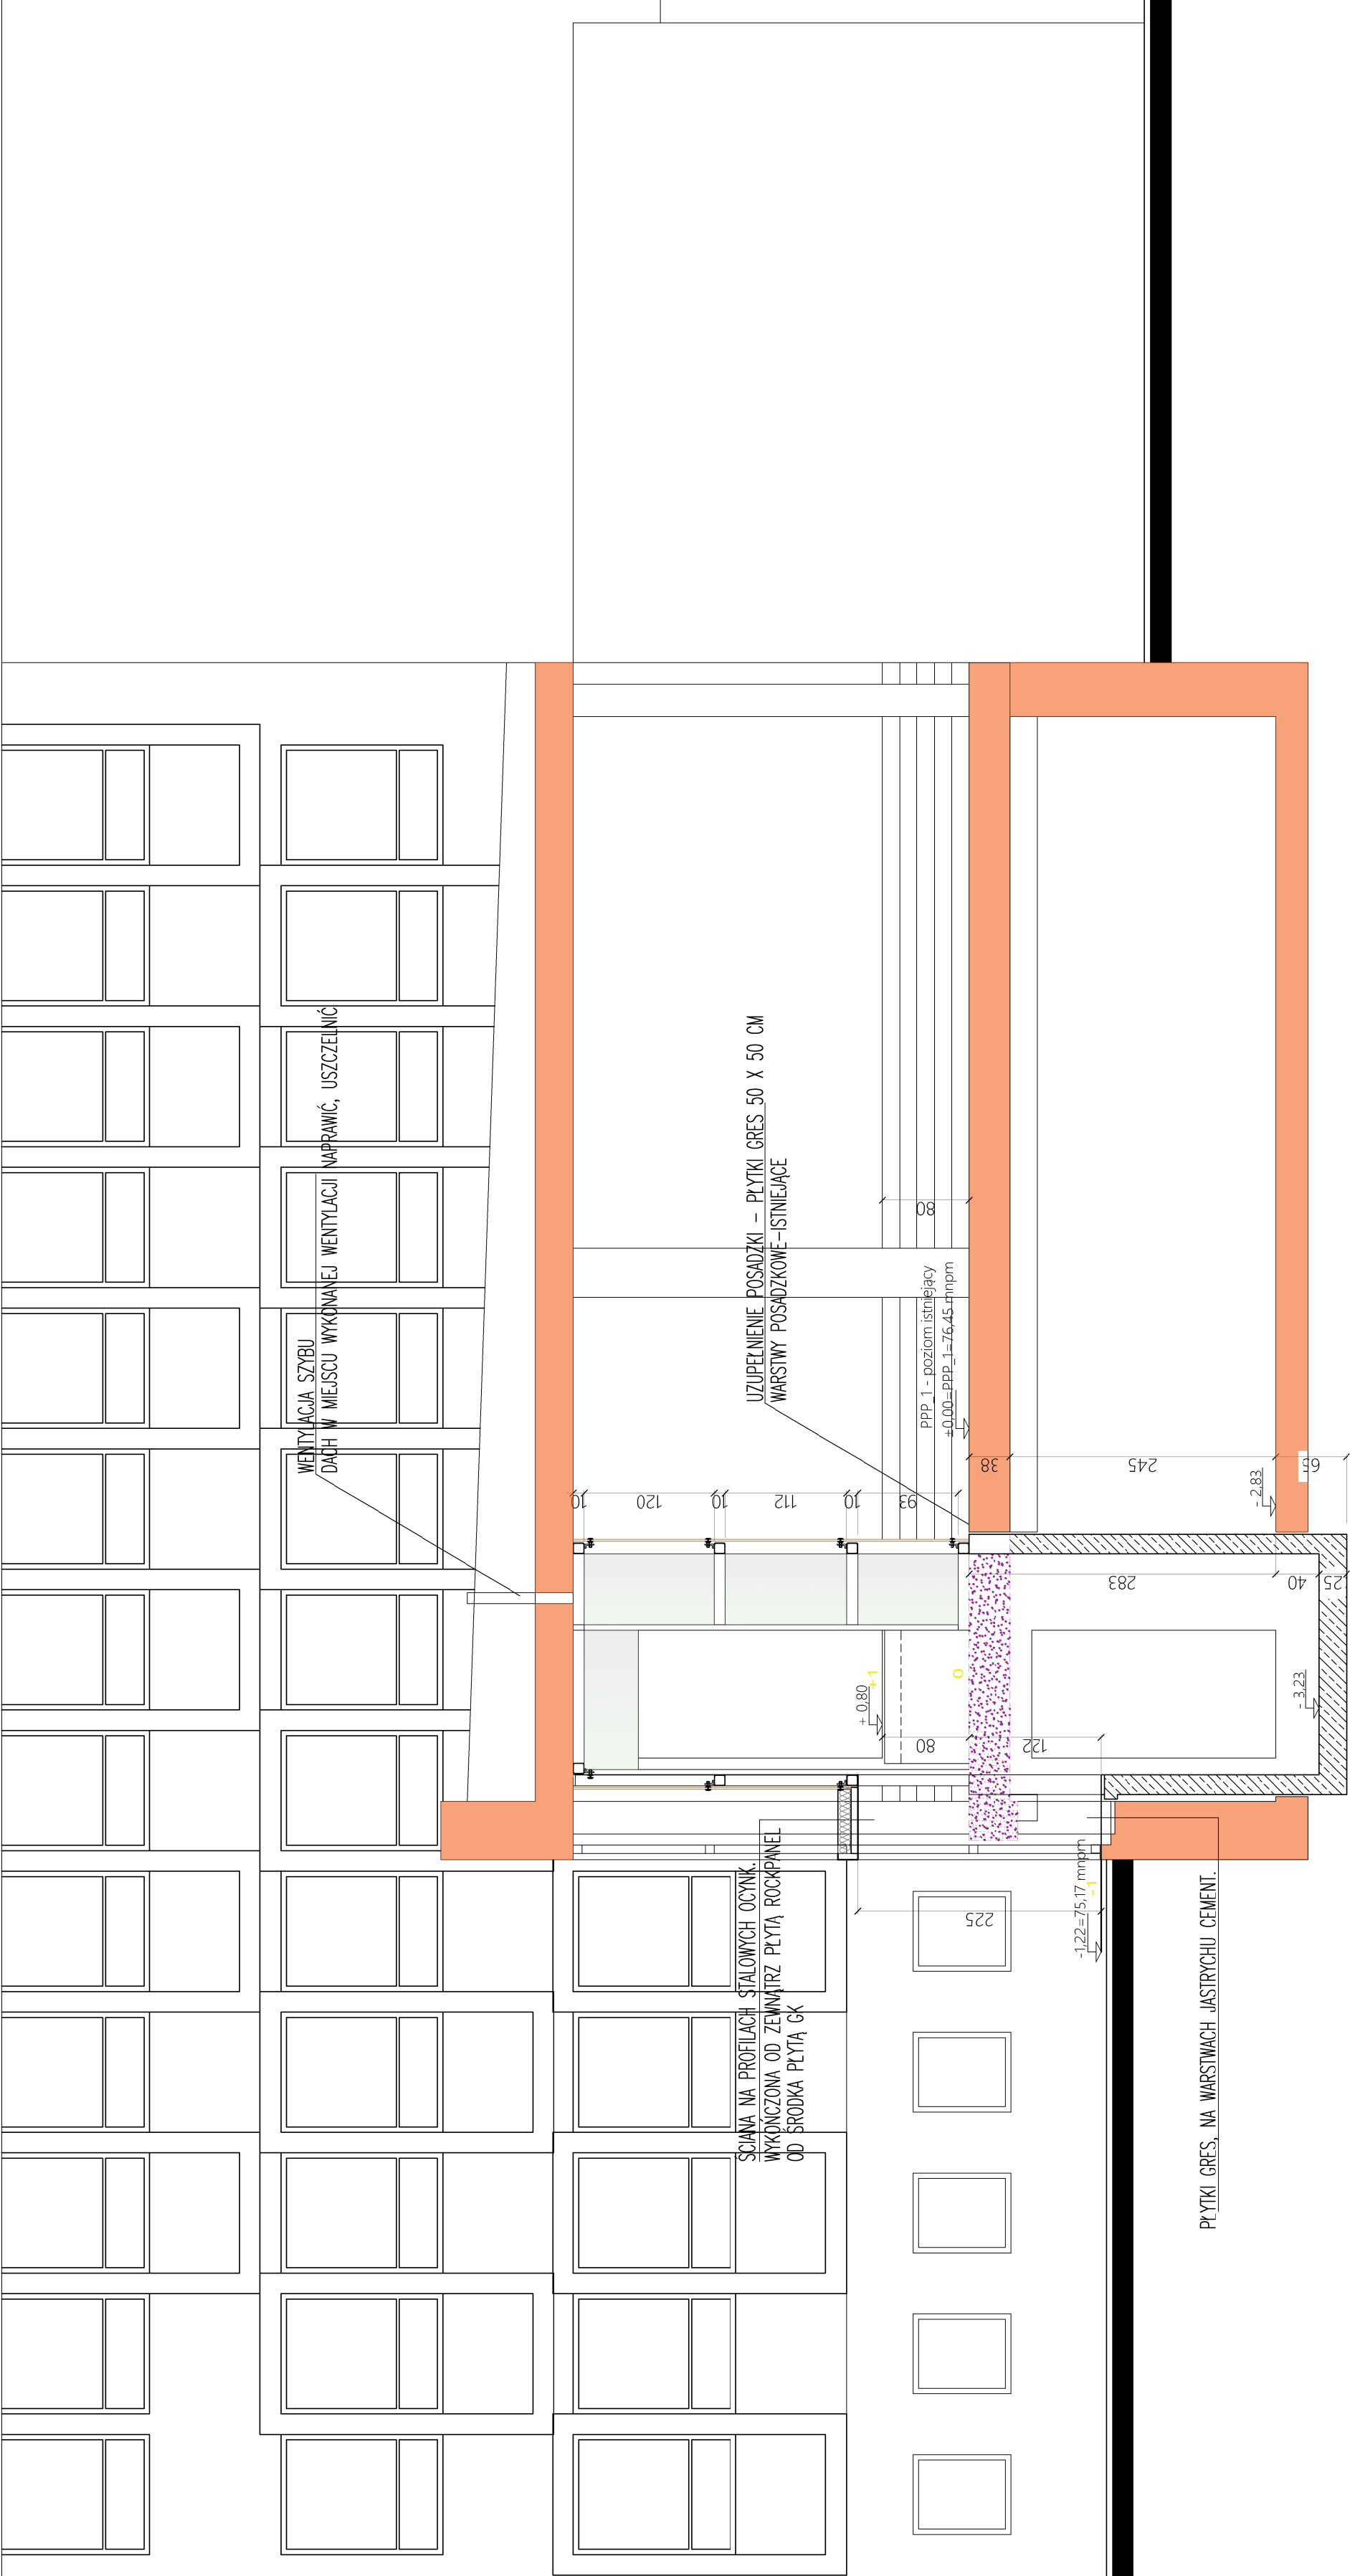 WENTYLACJA SZYBU
DACH W MIEJSCU WYKONANEJ WENTYLACJI NAPRAWIĆ, USZCZELNIĆ
UZUPEŁNIENIE POSADZKI – PŁYTKI GRES 50 X 50 CM
WARSTWY POSADZKOWE–ISTNIEJĄCE
80
PPP_1 - poziom istniejący
±0,00=PPP_1=76,45 mnpm
10
120
10
112
10
93
38
245
65
- 2,83
283
40
25
+1
+ 0,80
0
80
122
- 3,23
ŚCIANA NA PROFILACH STALOWYCH OCYNK.
WYKOŃCZONA OD ZEWNĄTRZ PŁYTĄ ROCKPANEL
OD ŚRODKA PŁYTĄ GK
225
-1
-1,22=75,17 mnpm
PŁYTKI GRES, NA WARSTWACH JASTRYCHU CEMENT.